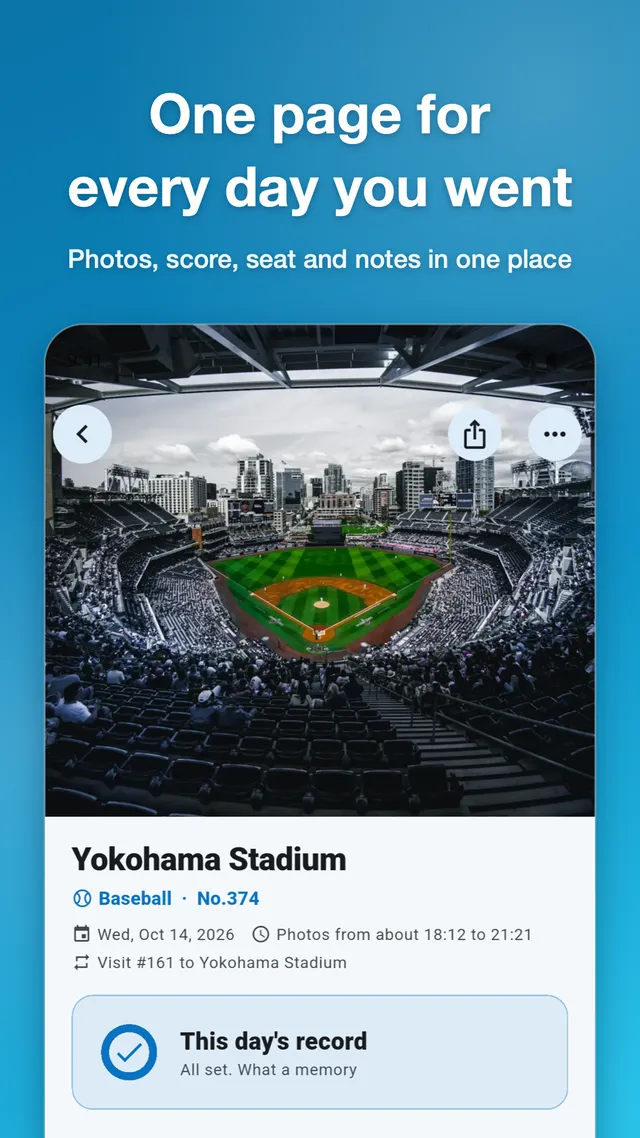 One page for
every day you went
Photos, score, seat and notes in one place
Yokohama Stadium
Baseball · No.374
Wed, Oct 14, 2026 Photos from about 18:12 to 21:21
Visit #161 to Yokohama Stadium
This day's record
All set. What a memory